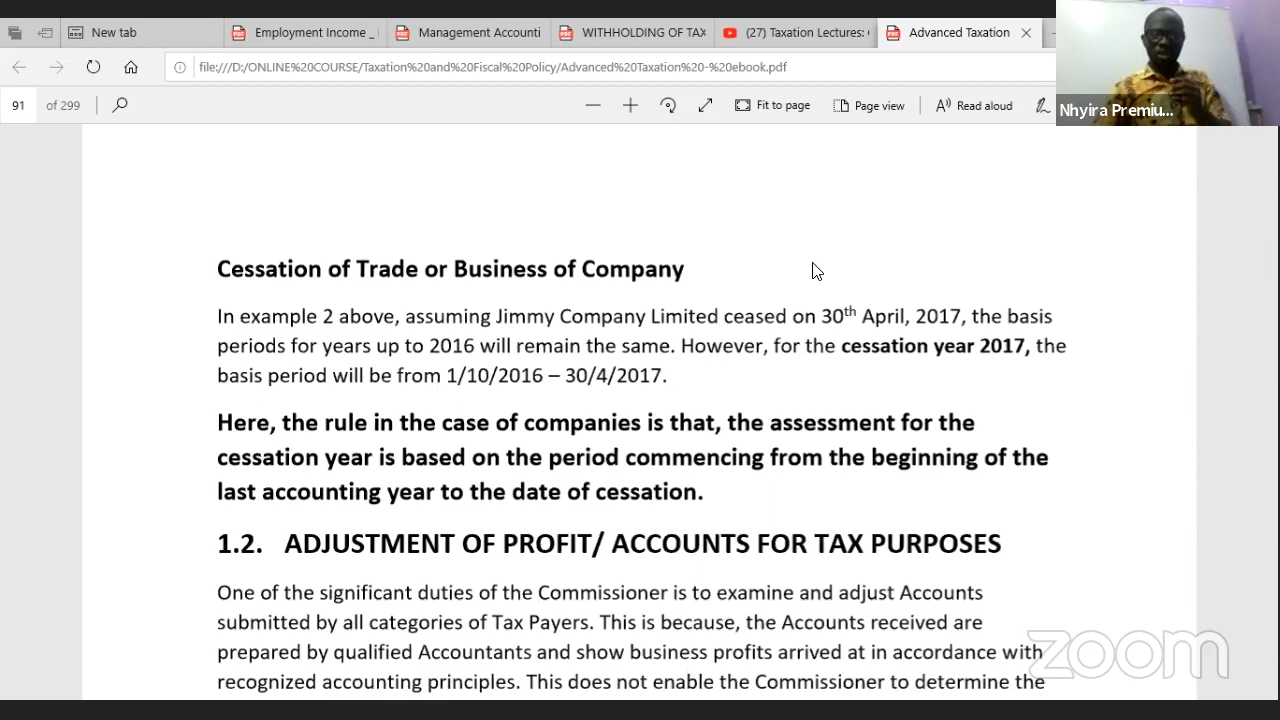 New tab
Employment Income _
Management Accounti
WITHHOLDING OF TAX
(27) Taxation Lectures:
Advanced Taxation
file:///D:/ONLINE%20COURSE/Taxation%20and%20Fiscal%20Policy/Advanced%20Taxation%20-%20ebook.pdf
91 of 299
Fit to page
Page view
Read aloud
Nhyira Premiu...
Cessation of Trade or Business of Company
In example 2 above, assuming Jimmy Company Limited ceased on 30th April, 2017, the basis
periods for years up to 2016 will remain the same. However, for the cessation year 2017, the
basis period will be from 1/10/2016 – 30/4/2017.
Here, the rule in the case of companies is that, the assessment for the
cessation year is based on the period commencing from the beginning of the
last accounting year to the date of cessation.
1.2. ADJUSTMENT OF PROFIT/ ACCOUNTS FOR TAX PURPOSES
One of the significant duties of the Commissioner is to examine and adjust Accounts
submitted by all categories of Tax Payers. This is because, the Accounts received are
prepared by qualified Accountants and show business profits arrived at in accordance with
recognized accounting principles. This does not enable the Commissioner to determine the
zoom